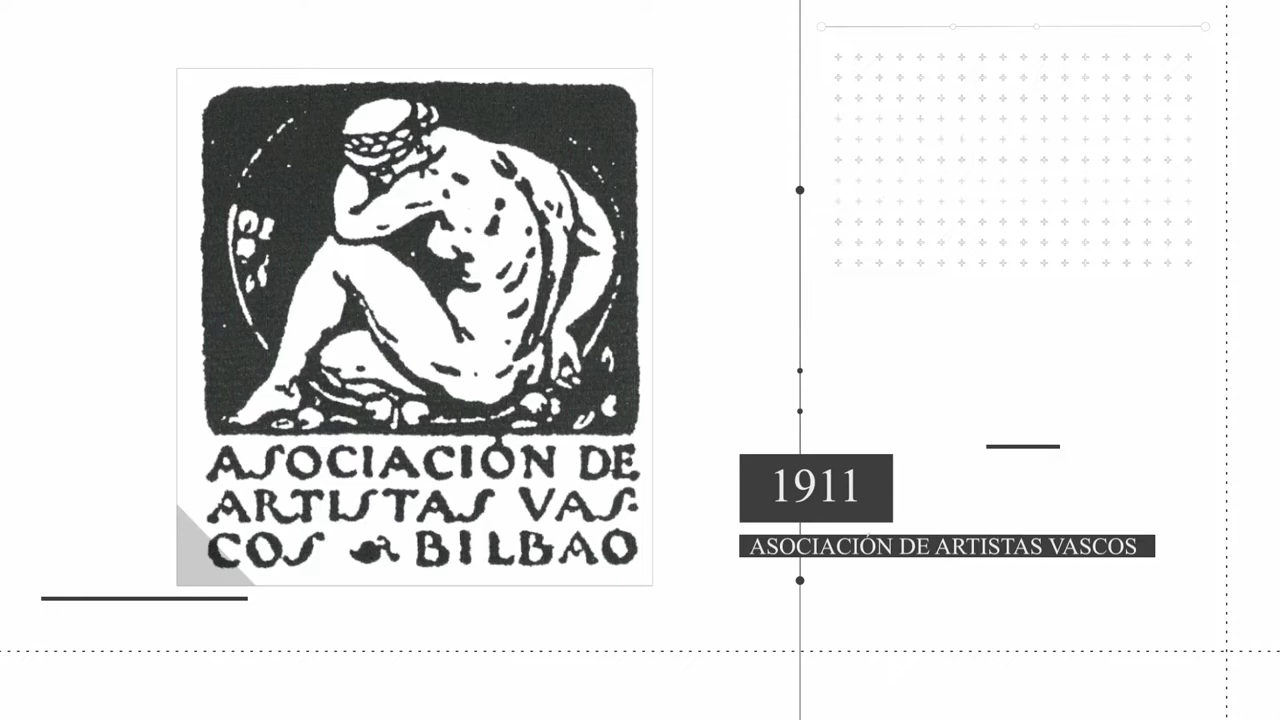 ASOCIACIÓN DE
ARTISTAS VAS-
COS BILBAO
1911
ASOCIACIÓN DE ARTISTAS VASCOS